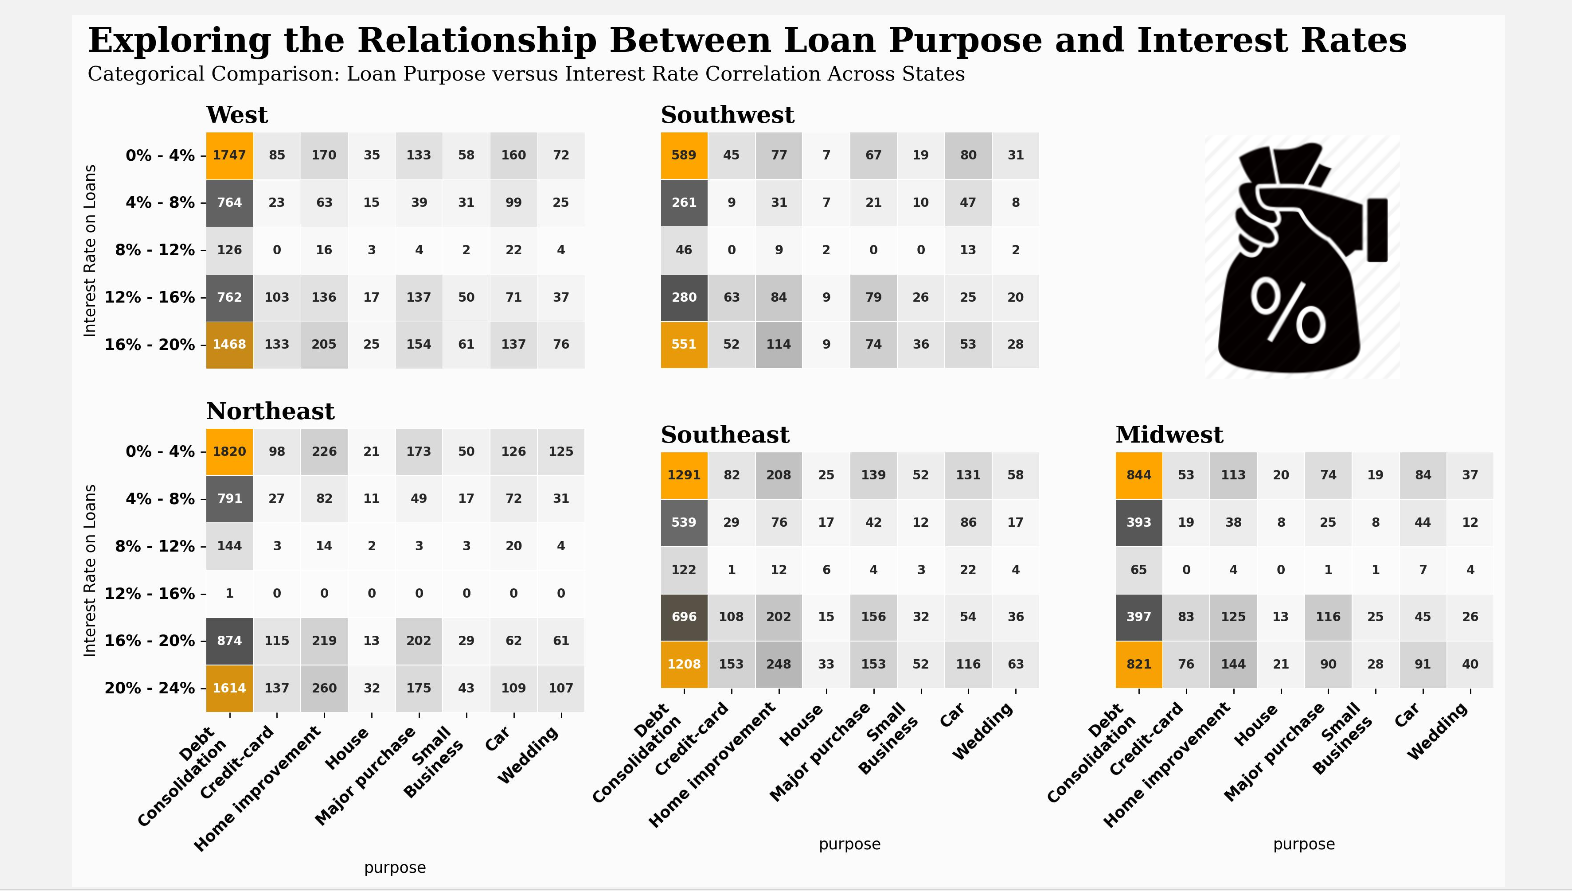 Exploring the Relationship Between Loan Purpose and Interest Rates
Categorical Comparison: Loan Purpose versus Interest Rate Correlation Across States
West
Interest Rate on Loans
0% - 4% 1747 85 170 35 133 58 160 72
4% - 8% 764 23 63 15 39 31 99 25
8% - 12% 126 0 16 3 4 2 22 4
12% - 16% 762 103 136 17 137 50 71 37
16% - 20% 1468 133 205 25 154 61 137 76
Southwest
589 45 77 7 67 19 80 31
261 9 31 7 21 10 47 8
46 0 9 2 0 0 13 2
280 63 84 9 79 26 25 20
551 52 114 9 74 36 53 28
%
Northeast
Interest Rate on Loans
0% - 4% 1820 98 226 21 173 50 126 125
4% - 8% 791 27 82 11 49 17 72 31
8% - 12% 144 3 14 2 3 3 20 4
12% - 16% 1 0 0 0 0 0 0 0
16% - 20% 874 115 219 13 202 29 62 61
20% - 24% 1614 137 260 32 175 43 109 107
Debt
Consolidation
Credit-card
Home improvement
House
Major purchase
Small
Business
Car
Wedding
purpose
Southeast
1291 82 208 25 139 52 131 58
539 29 76 17 42 12 86 17
122 1 12 6 4 3 22 4
696 108 202 15 156 32 54 36
1208 153 248 33 153 52 116 63
Debt
Consolidation
Credit-card
Home improvement
House
Major purchase
Small
Business
Car
Wedding
purpose
Midwest
844 53 113 20 74 19 84 37
393 19 38 8 25 8 44 12
65 0 4 0 1 1 7 4
397 83 125 13 116 25 45 26
821 76 144 21 90 28 91 40
Debt
Consolidation
Credit-card
Home improvement
House
Major purchase
Small
Business
Car
Wedding
purpose